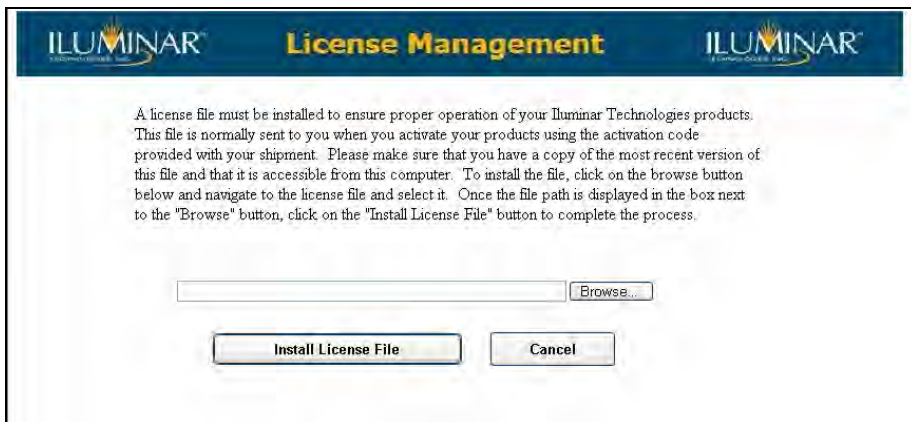 ILUMINAR License Management ILUMINAR
TECHNOLOGIES INC. TECHNOLOGIES INC.
A license file must be installed to ensure proper operation of your Iluminar Technologies products.
This file is normally sent to you when you activate your products using the activation code
provided with your shipment. Please make sure that you have a copy of the most recent version of
this file and that it is accessible from this computer. To install the file, click on the browse button
below and navigate to the license file and select it. Once the file path is displayed in the box next
to the "Browse" button, click on the "Install License File" button to complete the process.
Browse...
Install License File Cancel